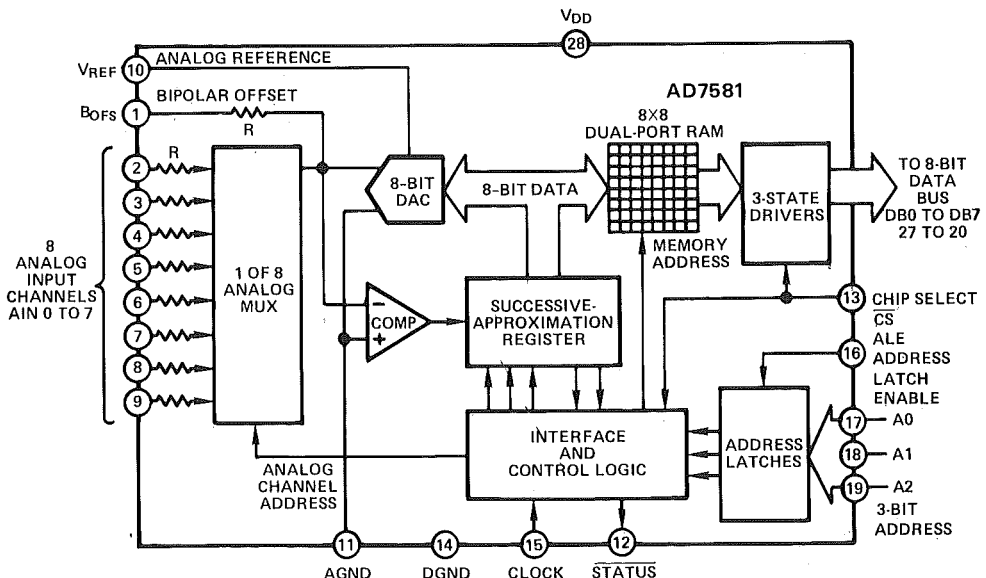 VDD
28
VREF
10
ANALOG REFERENCE
BOFS
1
BIPOLAR OFFSET
R
AD7581
8×8
DUAL-PORT RAM
2
R
3
4
5
6
7
8
9
8
ANALOG
INPUT
CHANNELS
AIN 0 TO 7
1 OF 8
ANALOG
MUX
8-BIT
DAC
8-BIT DATA
3-STATE
DRIVERS
TO 8-BIT
DATA
BUS
DB0 TO DB7
27 TO 20
MEMORY
ADDRESS
–
COMP
+
SUCCESSIVE-
APPROXIMATION
REGISTER
13
CHIP SELECT
CS
16
ALE
ADDRESS
LATCH
ENABLE
INTERFACE
AND
CONTROL LOGIC
ADDRESS
LATCHES
17
A0
18
A1
19
A2
3-BIT
ADDRESS
ANALOG
CHANNEL
ADDRESS
11
14
15
12
AGND
DGND
CLOCK
STATUS